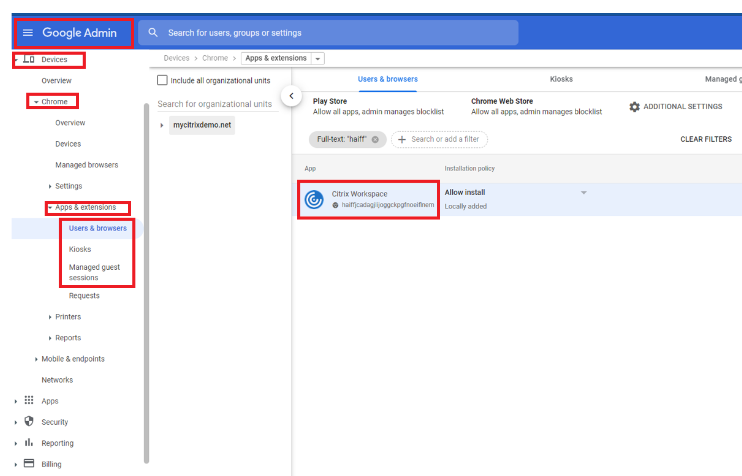 Google Admin
Search for users, groups or settings
Devices
Overview
Chrome
Overview
Devices
Managed browsers
Settings
Apps & extensions
Users & browsers
Kiosks
Managed guest
sessions
Requests
Printers
Reports
Mobile & endpoints
Networks
Apps
Security
Reporting
Billing
Devices > Chrome > Apps & extensions
Include all organizational units
Search for organizational units
mycitrixdemo.net
Users & browsers Kiosks Managed g
Play Store
Allow all apps, admin manages blocklist
Chrome Web Store
Allow all apps, admin manages blocklist
ADDITIONAL SETTINGS
Full-text: "haiff" Search or add a filter CLEAR FILTERS
App Installation policy
Citrix Workspace
Allow install
Locally added